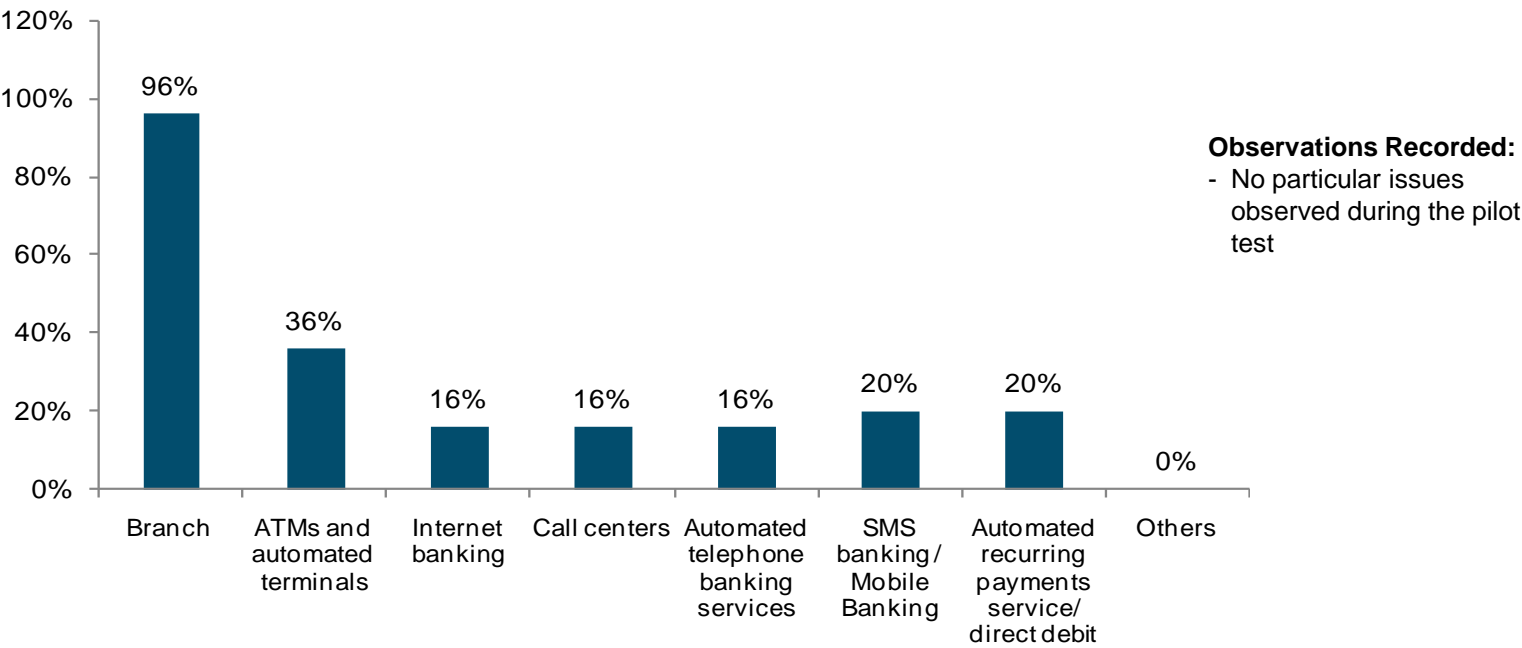 120%
100%
80%
60%
40%
20%
0%
96%
36%
16%
16%
16%
20%
20%
0%
Branch
ATMs and
automated
terminals
Internet
banking
Call centers
Automated
telephone
banking
services
SMS
banking /
Mobile
Banking
Automated
recurring
payments
service/
direct debit
Others
Observations Recorded:
- No particular issues
observed during the pilot
test